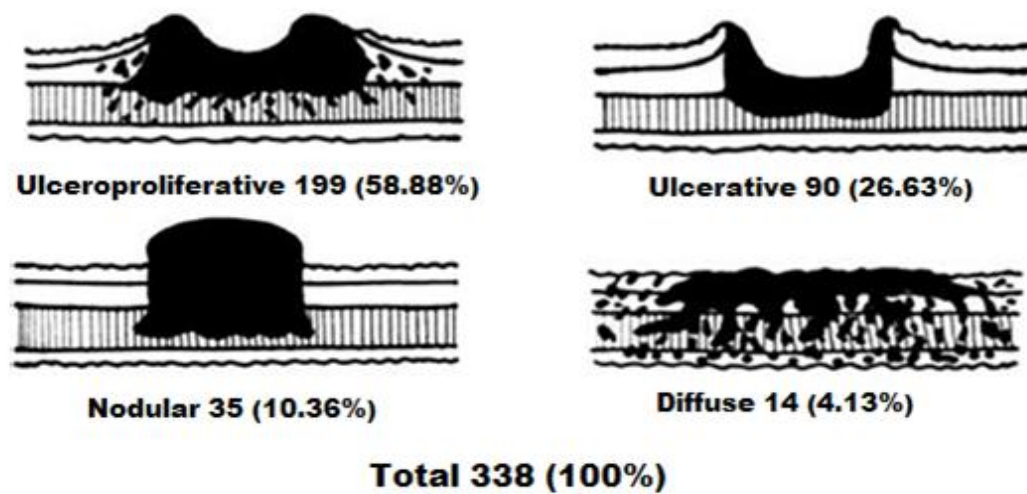 Ulceroproliferative 199 (58.88%)
Ulcerative 90 (26.63%)
Nodular 35 (10.36%)
Diffuse 14 (4.13%)
Total 338 (100%)